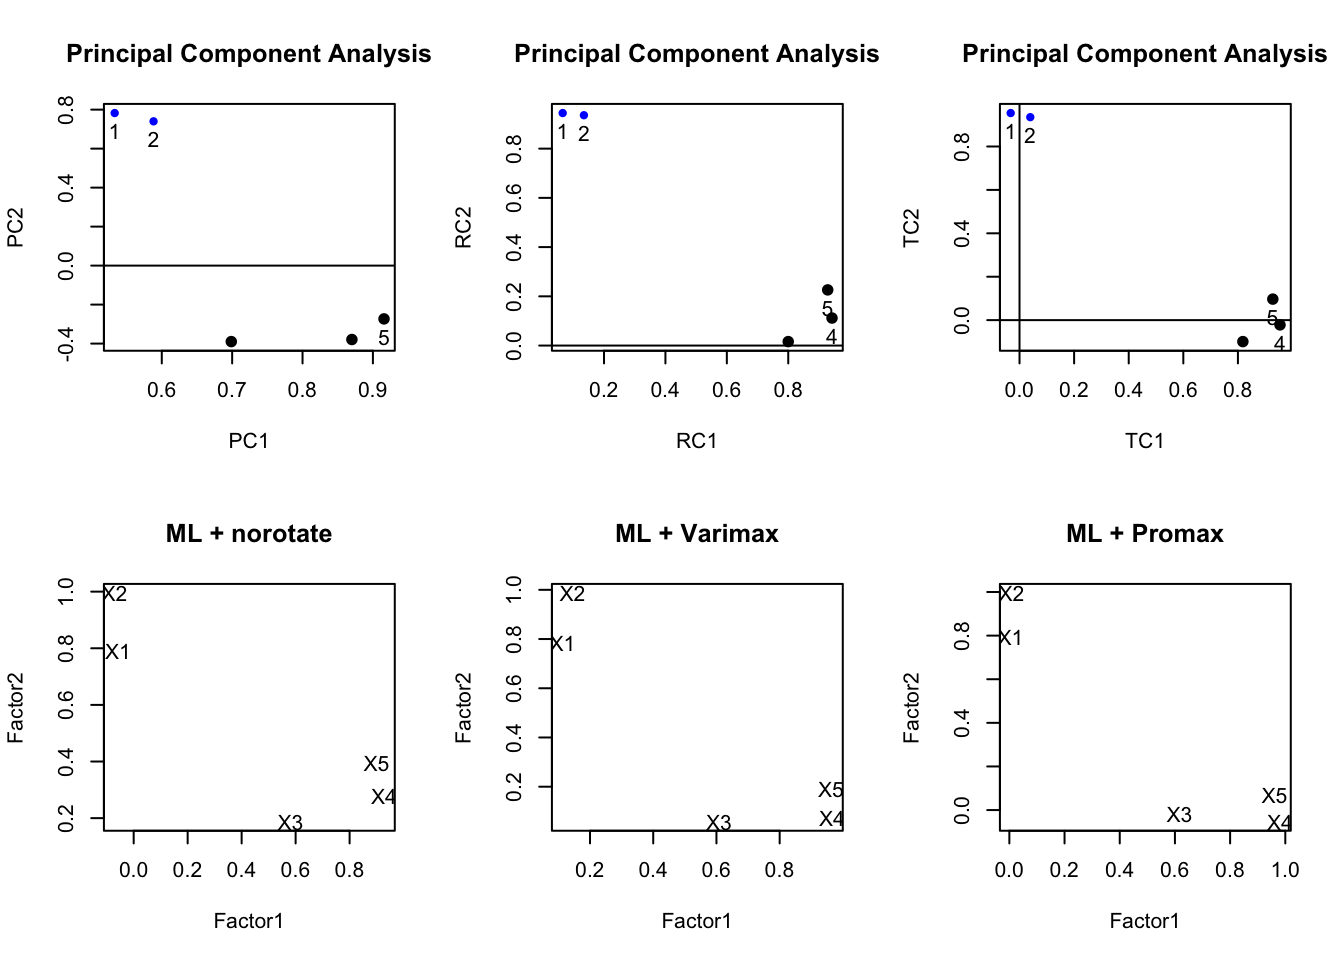 Principal Component Analysis
PC2
0.8
0.4
0.0
-0.4
1
2
5
0.6 0.7 0.8 0.9
PC1
Principal Component Analysis
RC2
0.8
0.6
0.4
0.2
0.0
1
2
5
4
0.2 0.4 0.6 0.8
RC1
Principal Component Analysis
TC2
0.8
0.4
0.0
1
2
5
4
0.0 0.2 0.4 0.6 0.8
TC1
ML + norotate
Factor2
1.0
0.8
0.6
0.4
0.2
X2
X1
X5
X4
X3
0.0 0.2 0.4 0.6 0.8
Factor1
ML + Varimax
Factor2
1.0
0.8
0.6
0.4
0.2
X2
X1
X5
X4
X3
0.2 0.4 0.6 0.8
Factor1
ML + Promax
Factor2
0.8
0.4
0.0
X2
X1
X5
X3
X4
0.0 0.2 0.4 0.6 0.8 1.0
Factor1